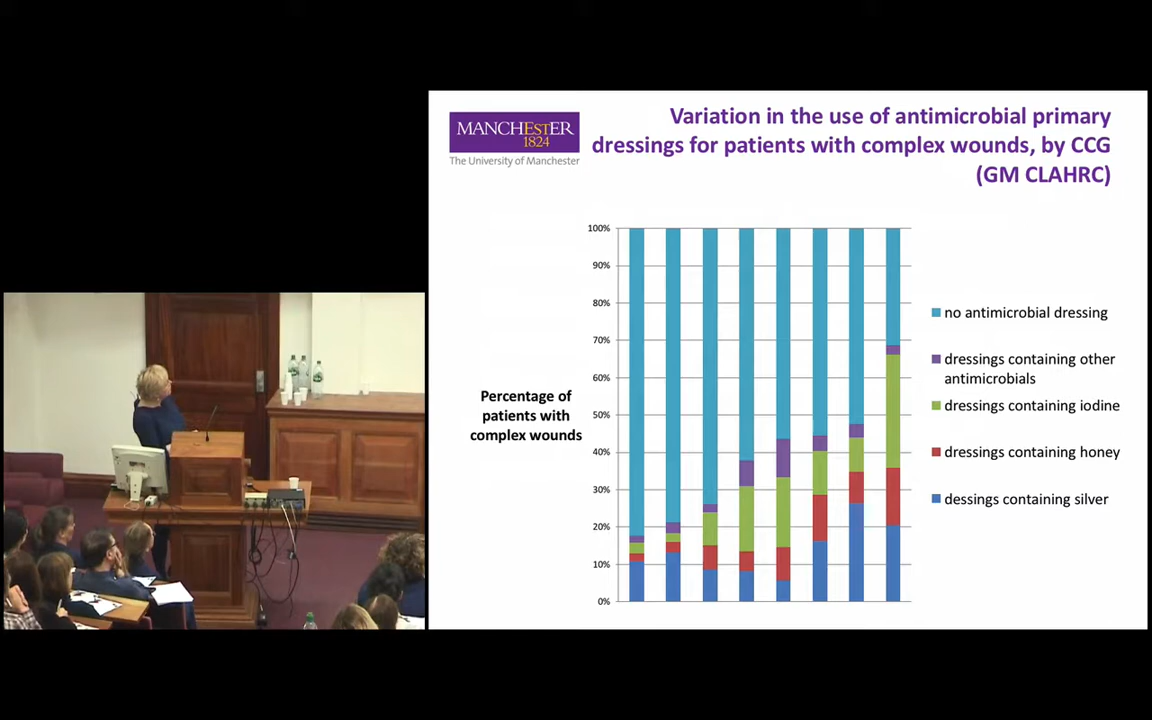 MANCHESTER
1824
The University of Manchester
Variation in the use of antimicrobial primary
dressings for patients with complex wounds, by CCG
(GM CLAHRC)
Percentage of
patients with
complex wounds
100%
90%
80%
70%
60%
50%
40%
30%
20%
10%
0%
no antimicrobial dressing
dressings containing other
antimicrobials
dressings containing iodine
dressings containing honey
dessings containing silver